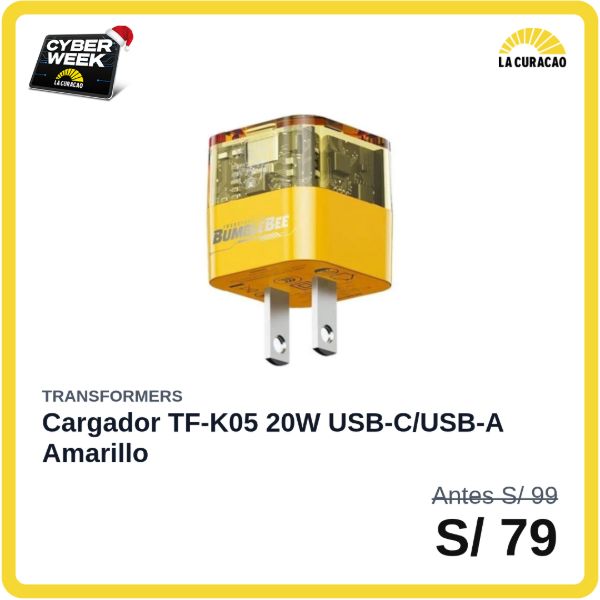 CYBER
WEEK
LA CURACAO
LA CURACAO
BUMBLEBEE
TRANSFORMERS
Cargador TF-K05 20W USB-C/USB-A
Amarillo
Antes S/ 99
S/ 79